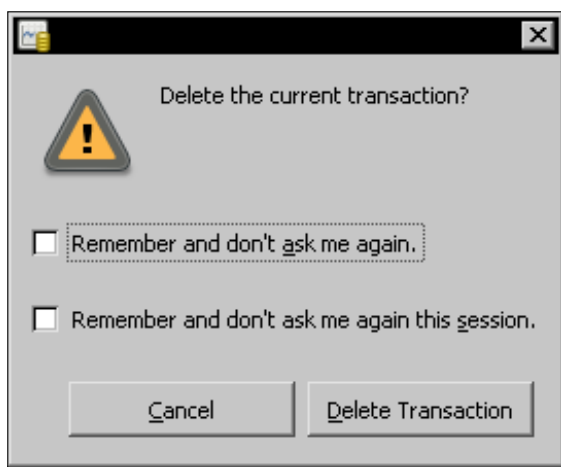 Delete the current transaction?
Remember and don't ask me again.
Remember and don't ask me again this session.
Cancel
Delete Transaction